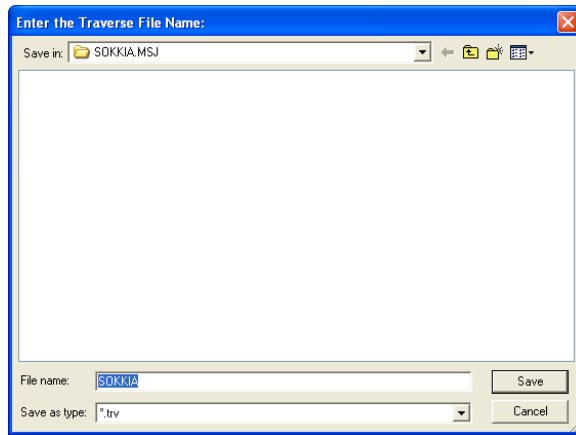 Enter the Traverse File Name:
Save in: SOKKIA.MSJ
File name: SOKKIA Save
Save as type: *.trv Cancel